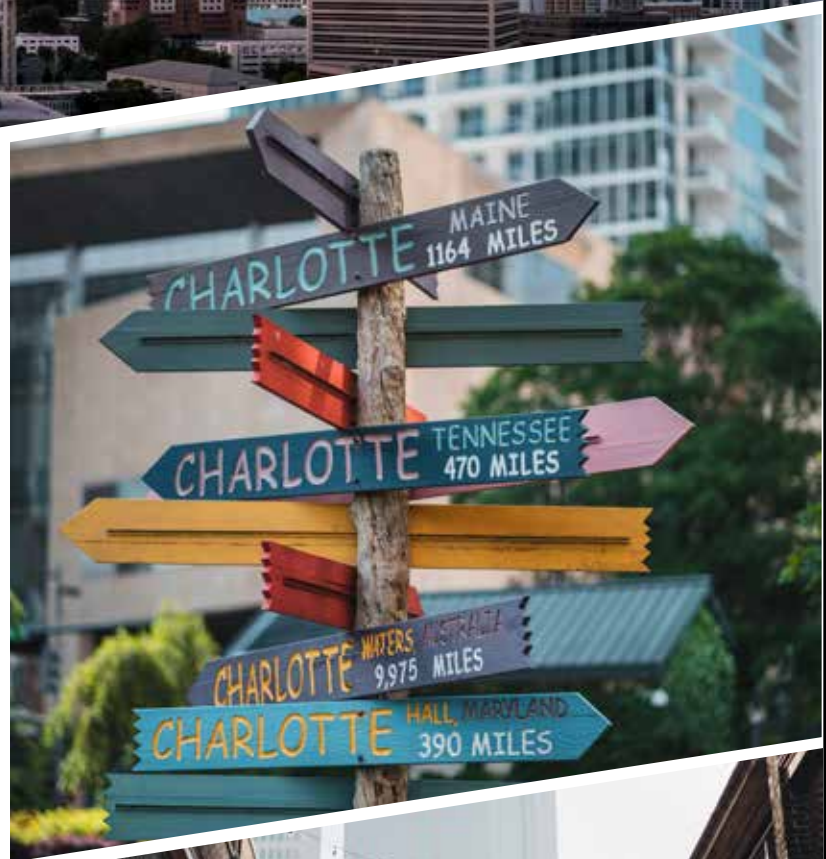 MAINE
CHARLOTTE 1164 MILES
CHARLOTTE TENNESSEE
470 MILES
CHARLOTTE WATERS, AUSTRALIA
9,975 MILES
CHARLOTTE HALL, MARYLAND
390 MILES